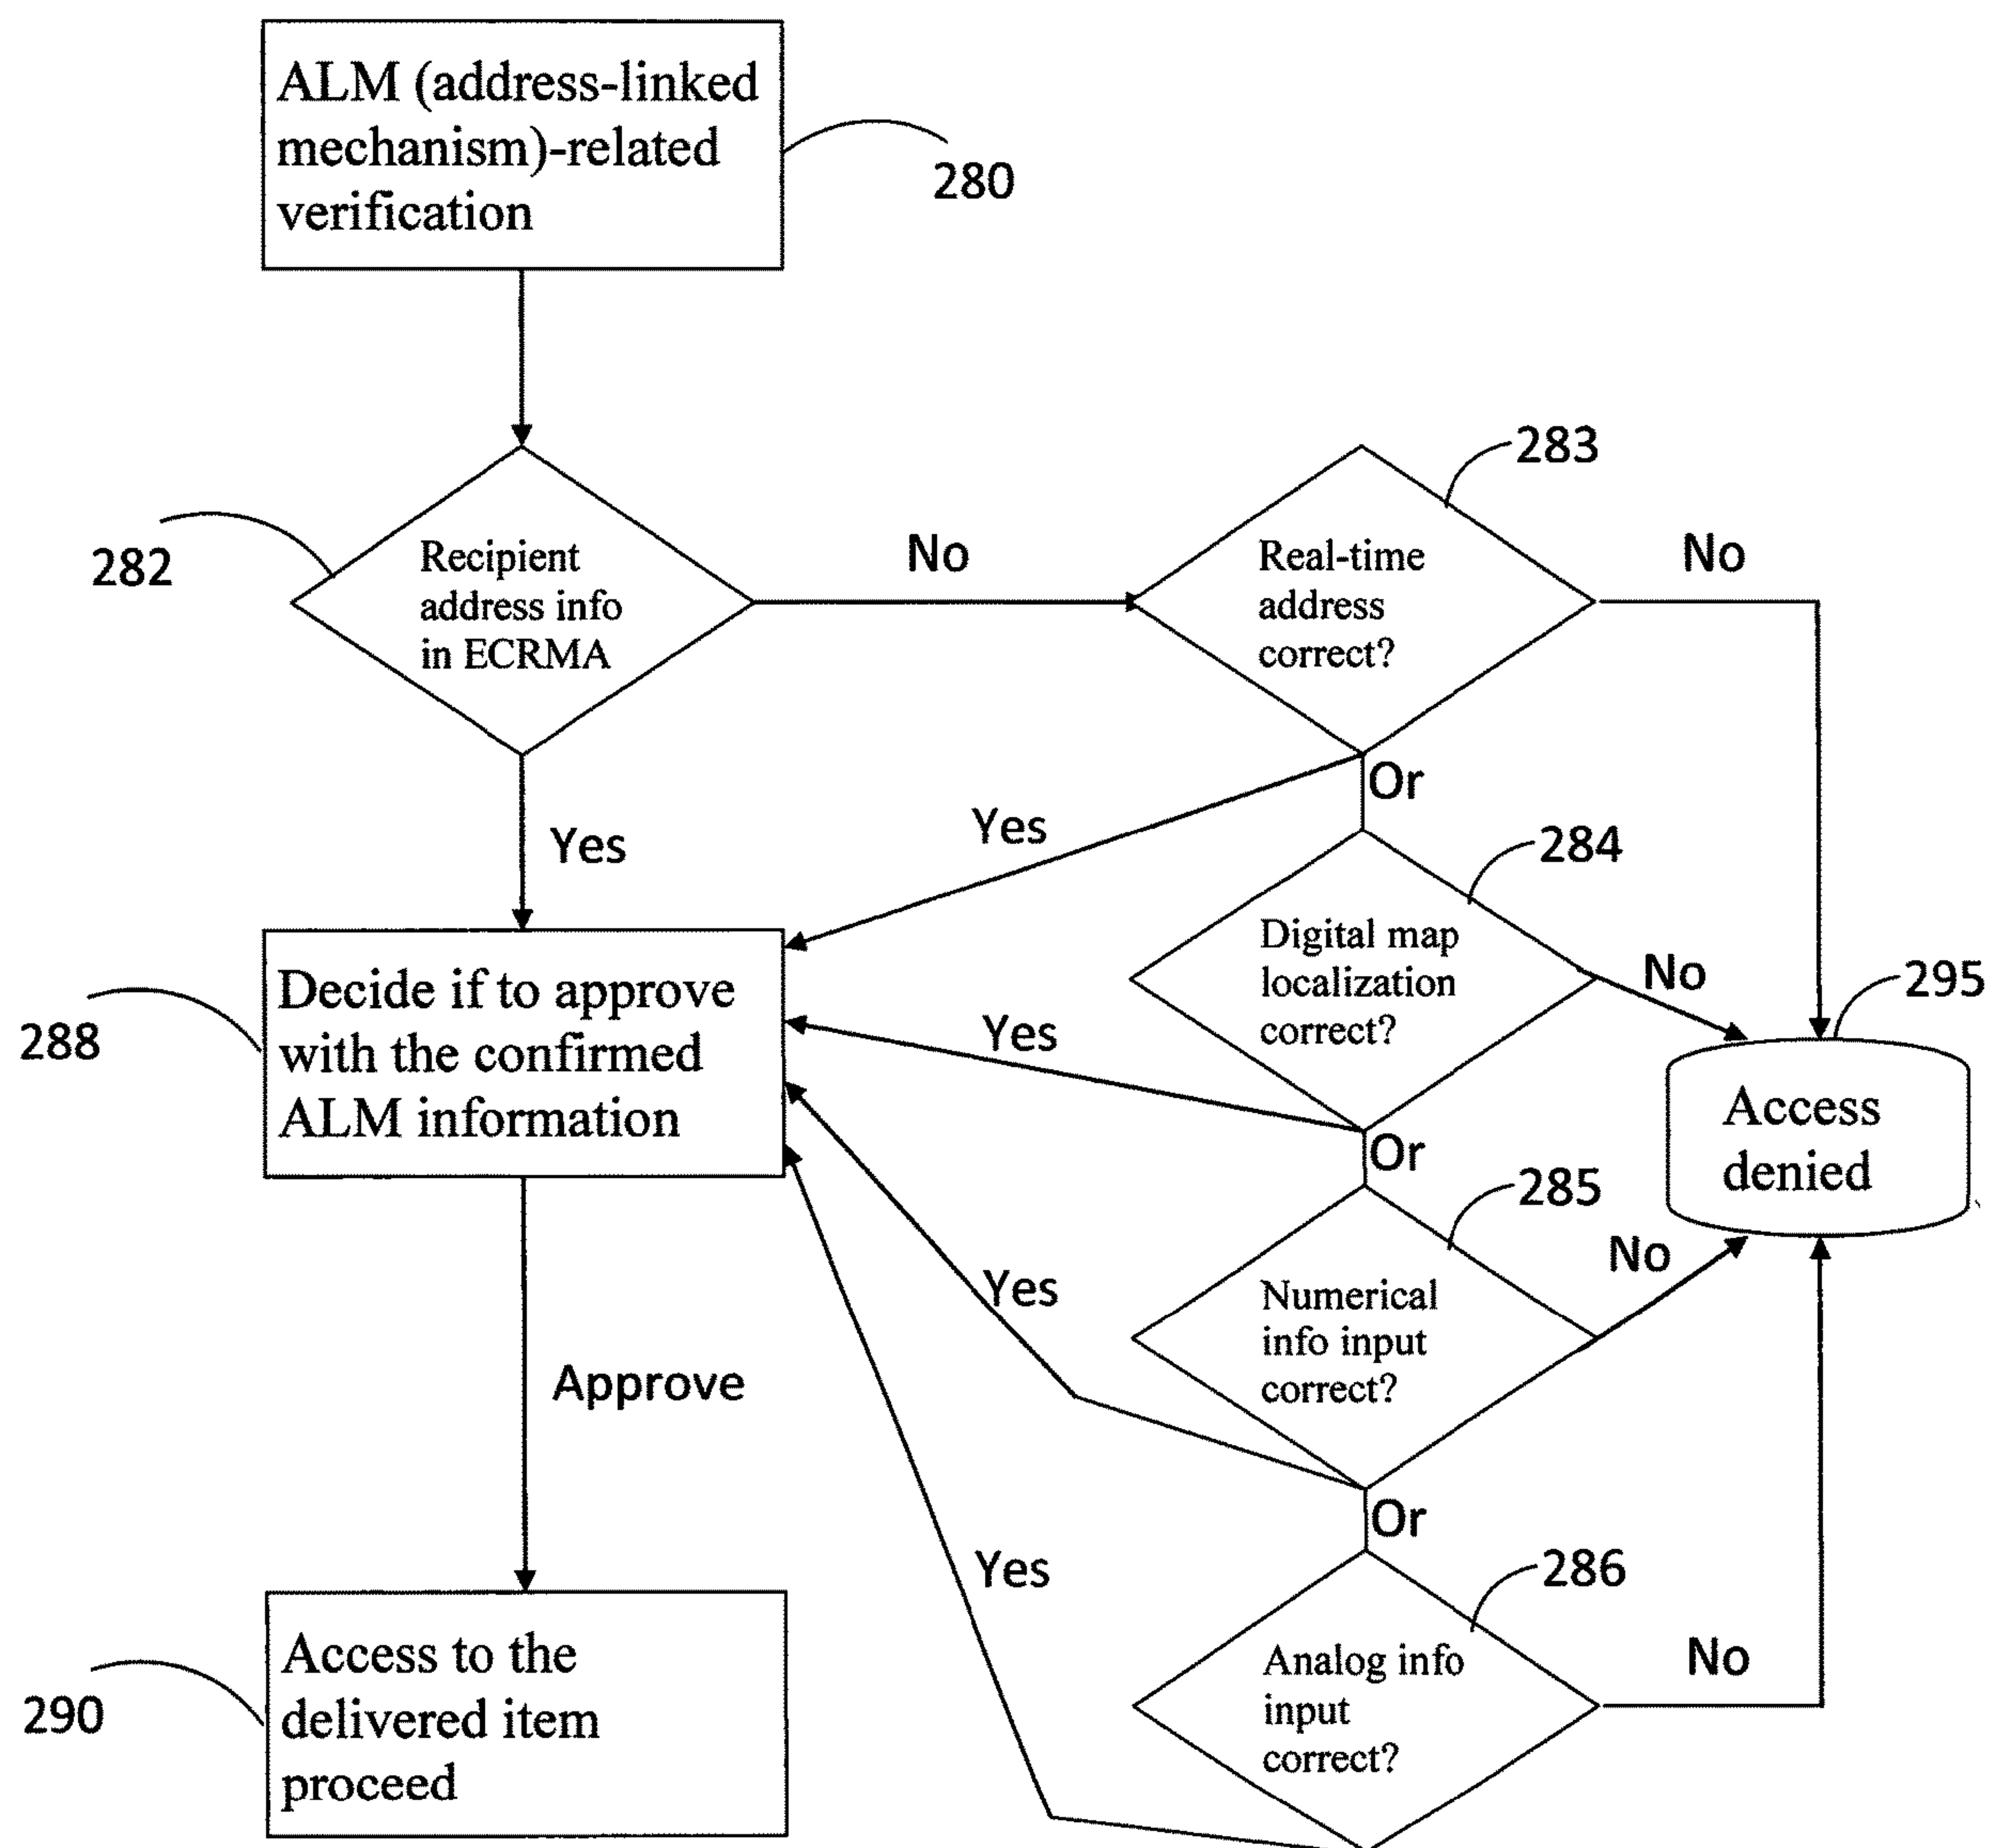 ALM (address-linked
mechanism)-related
verification
280
282
Recipient
address info
in ECRMA
No
283
Real-time
address
correct?
No
Yes
Or
Yes
284
Digital map
localization
correct?
No
295
Access
denied
288
Decide if to approve
with the confirmed
ALM information
Yes
Or
285
Numerical
info input
correct?
No
Yes
Approve
Or
286
Analog info
input
correct?
No
Yes
290
Access to the
delivered item
proceed